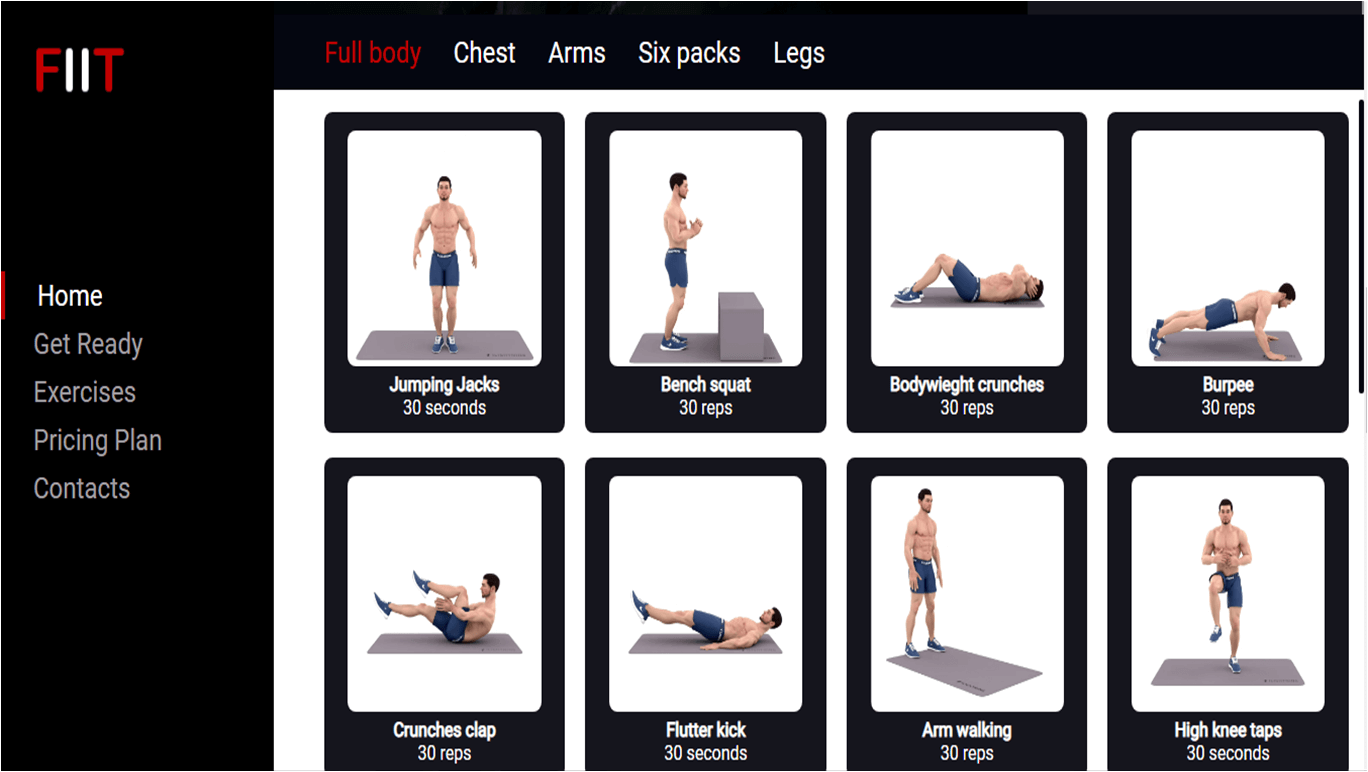 FIIT
Full body Chest Arms Six packs Legs
Home
Get Ready
Exercises
Pricing Plan
Contacts
Jumping Jacks
30 seconds
Bench squat
30 reps
Bodywieght crunches
30 reps
Burpee
30 reps
Crunches clap
30 reps
Flutter kick
30 seconds
Arm walking
30 reps
High knee taps
30 seconds